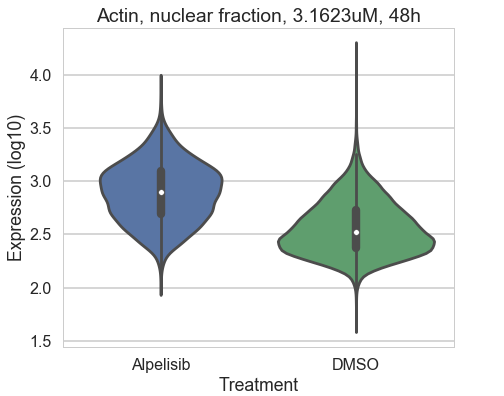 Actin, nuclear fraction, 3.1623uM, 48h
Expression (log10)
4.0
3.5
3.0
2.5
2.0
1.5
Alpelisib DMSO
Treatment